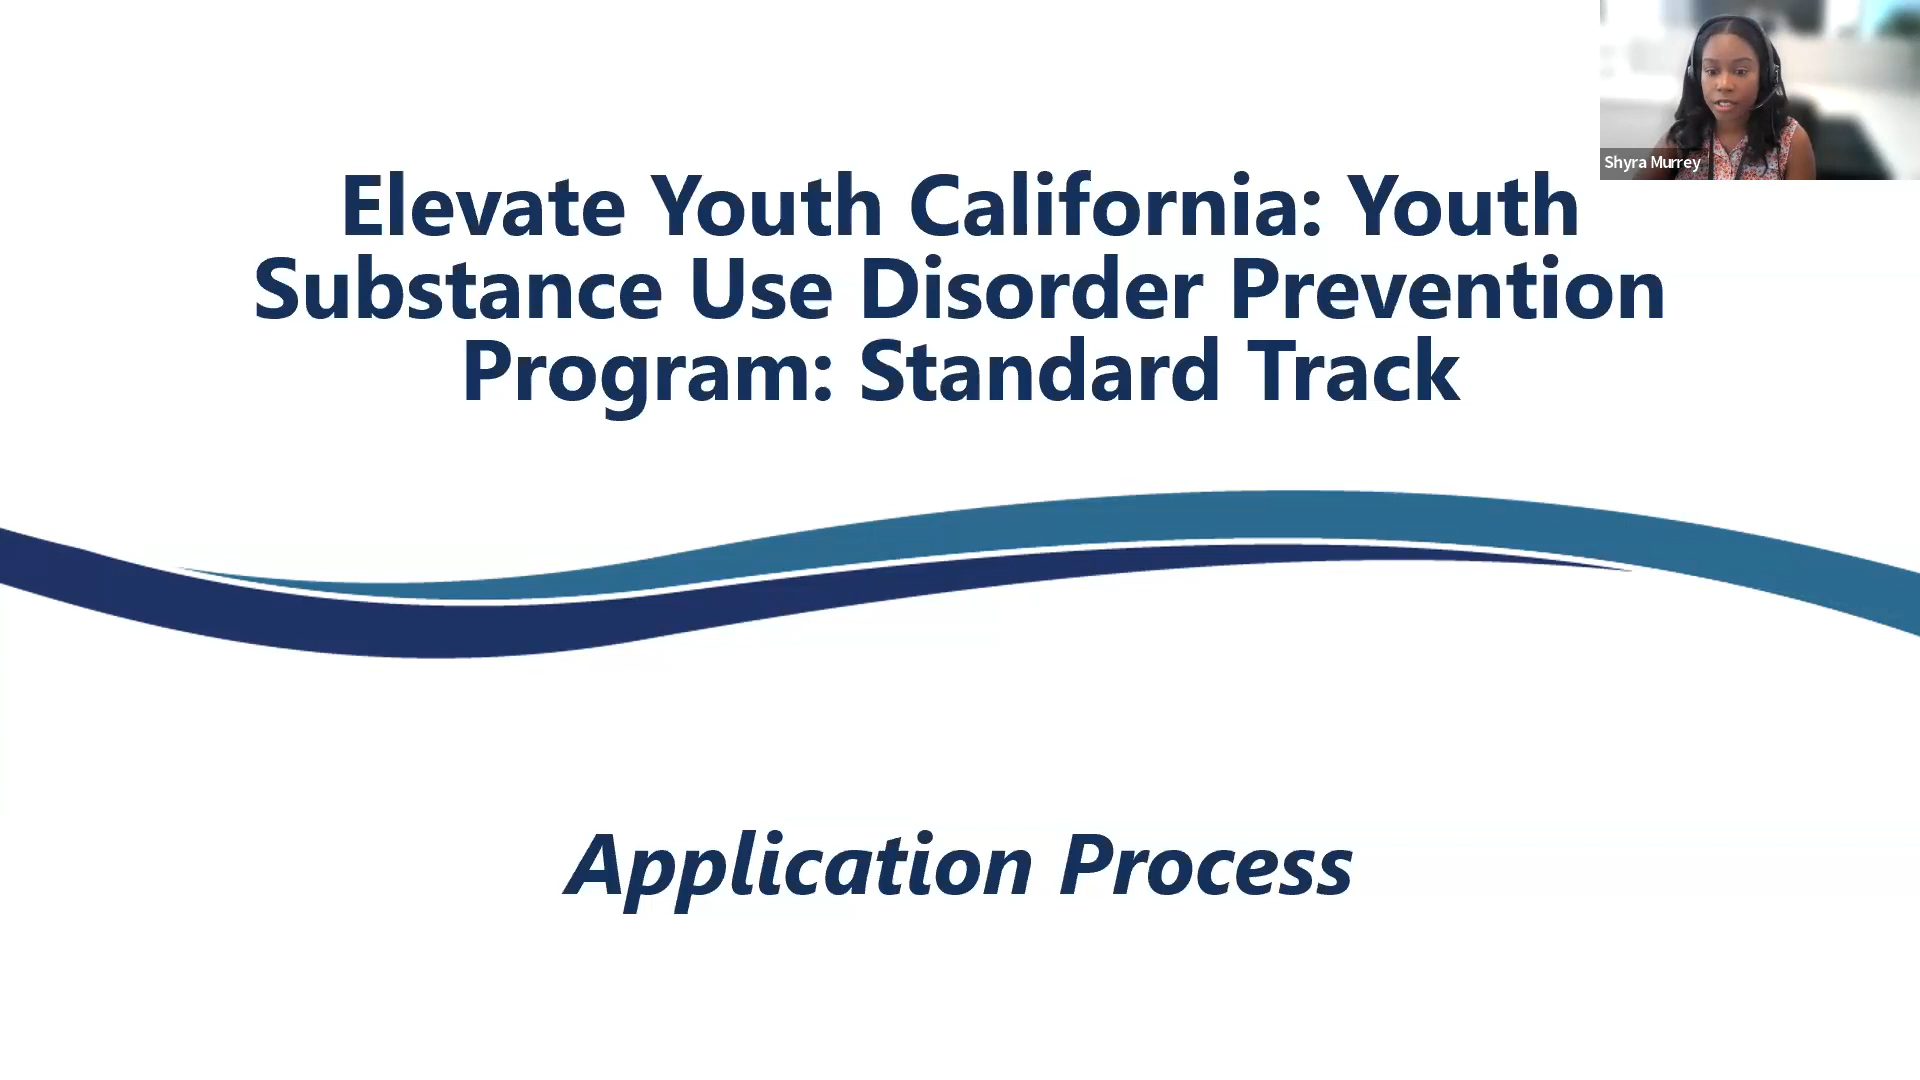 Shyra Murrey
Elevate Youth California: Youth
Substance Use Disorder Prevention
Program: Standard Track
Application Process